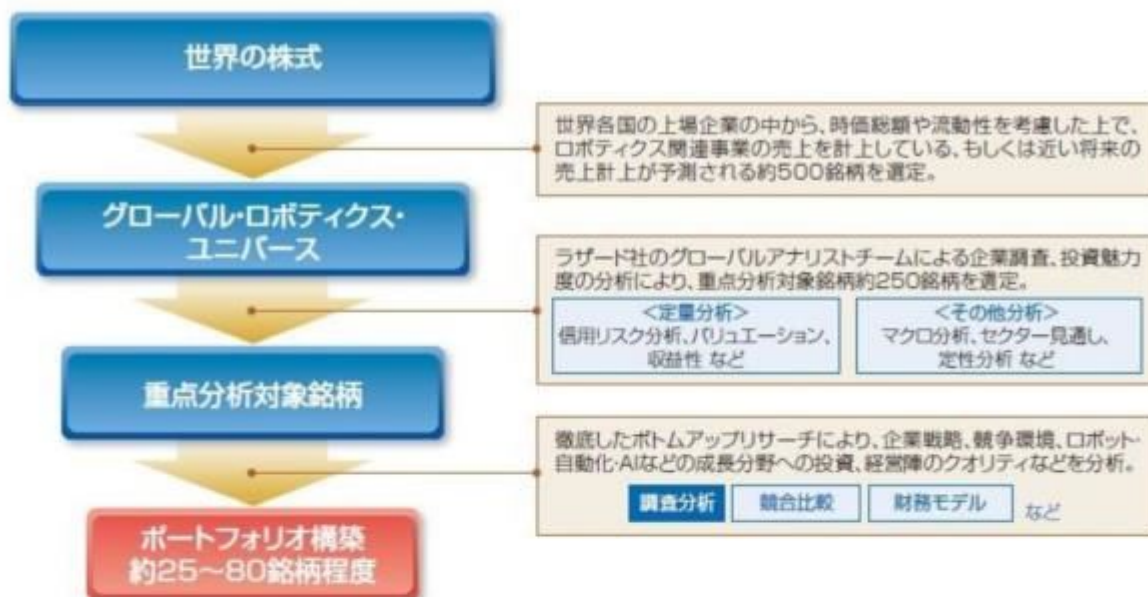 世界の株式
世界各国の上場企業の中から、時価総額や流動性を考慮した上で、
ロボティクス関連事業の売上を計上している、もしくは近い将来の
売上計上が予測される約500銘柄を選定。
グローバル・ロボティクス・
ユニバース
ラザード社のグローバルアナリストチームによる企業調査、投資魅力
度の分析により、重点分析対象銘柄約250銘柄を選定。
＜定量分析＞
信用リスク分析、バリュエーション、
収益性 など
＜その他分析＞
マクロ分析、セクター見通し、
定性分析 など
重点分析対象銘柄
徹底したボトムアップリサーチにより、企業戦略、競争環境、ロボット・
自動化・AIなどの成長分野への投資、経営陣のクオリティなどを分析。
調査分析
競合比較
財務モデル
など
ポートフォリオ構築
約25～80銘柄程度